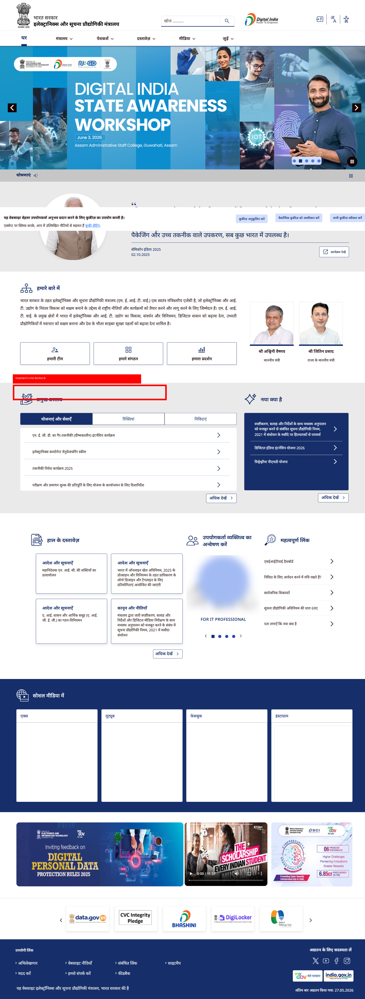 भारत सरकार
इलेक्ट्रानिक्स और सूचना प्रौद्योगिकी मंत्रालय
सत्यमेव जयते
खोज ..........
Digital India
Power To Empower
घर
मंत्रालय
पेशकशें
दस्तावेज़
मीडिया
जुड़ें
MINISTRY OF
ELECTRONICS AND
INFORMATION TECHNOLOGY
GOVERNMENT OF INDIA
Digital India
NeGD
DIGITAL INDIA
STATE AWARENESS
WORKSHOP
June 3, 2026
Assam Administrative Staff College, Guwahati, Assam
IOT
घोषणाएं
यह वेबसाइट बेहतर उपयोगकर्ता अनुभव प्रदान करने के लिए कुकीज़ का उपयोग करती है।
एक्सेप्ट पर क्लिक करके, आप में उल्लिखित नीतियों से सहमत हैं कुकी सेटिंग.
कुकीज़ अनुकूलित करें
वैकल्पिक कुकीज़ को अस्वीकार करें
सभी कुकीज़ स्वीकार करें
पैकेजिंग और उच्च तकनीक वाले उपकरण, सब कुछ भारत में उपलब्ध है।
सेमिकॉन इंडिया 2025
02.10.2025
कार्यक्रम देखें
हमारे बारे में
भारत सरकार के तहत इलेक्ट्रॉनिक्स और सूचना प्रौद्योगिकी मंत्रालय (एम. ई. आई. टी. वाई.) एक स्वतंत्र मंत्रिस्तरीय एजेंसी है, जो इलेक्ट्रॉनिक्स और आई.
टी. उद्योग के निरंतर विकास को सक्षम बनाने के उद्देश्य से राष्ट्रीय नीतियों और कार्यक्रमों को तैयार करने और लागू करने के लिए जिम्मेदार है। एम. ई. आई.
टी. वाई. के प्रमुख क्षेत्रों में भारत में इलेक्ट्रॉनिक्स और आई. टी. उद्योग का विकास, संवर्धन और विनियमन, डिजिटल शासन को बढ़ावा देना, उभरती
प्रौद्योगिकियों में नवाचार को सक्षम बनाना और देश के भीतर साइबर सुरक्षा पहलों को बढ़ावा देना शामिल है।
हमारी टीम
हमारे संगठन
हमारा प्रदर्शन
श्री अश्विनी वैष्णव
माननीय मंत्री
श्री जितिन प्रसाद
राज्य के माननीय मंत्री
Important Links Section
प्रमुख प्रस्ताव
योजनाएं और सेवाएँ
रिक्तियां
निविदाएं
एन. ई. जी. डी. का गैर-तकनीकी (ग्रीष्मकालीन) इंटर्नशिप कार्यक्रम
इलेक्ट्रानिक्स कम्पोनेन्ट मेनुफेक्चरिंग स्कीम
तकनीकी निवेश कार्यक्रम 2025
परीक्षण और प्रमाणन शुल्क की प्रतिपूर्ति के लिए योजना के कार्यान्वयन के लिए दिशानिर्देश
अधिक देखें
नया क्या है
स्पष्टीकरण, सलाह और निर्देशों के साथ मध्यस्थ अनुपालन
को मजबूत करने से संबंधित सूचना प्रौद्योगिकी नियम,
2021 में संशोधन के मसौदे पर हितधारकों से परामर्श
डिजिटल इंडिया इंटर्नशिप योजना 2026
विश्वेश्वरैया पीएचडी योजना
अधिक देखें
हाल के दस्तावेज़
आदेश और सूचनाएँ
महानिदेशक एन. आई. सी. की शक्तियों का
प्रत्यायोजन
आदेश और सूचनाएँ
भारत में ऑनलाइन खेल अधिनियम, 2025 के
प्रोत्साहन और विनियमन के तहत प्राधिकरण के
लोगो डिजाइन और टैगलाइन के लिए
प्रतियोगिताएं आयोजित की जाएंगी
आदेश और सूचनाएँ
ए. आई. शासन और आर्थिक समूह (ए. आई.
जी. ई. जी.) का गठन-विनियमन
कानून और नीतियाँ
मंत्रालय द्वारा जारी स्पष्टीकरण, सलाह और
निर्देशों और डिजिटल मीडिया निरीक्षण के साथ
मध्यस्थ अनुपालन को मजबूत करने के संबंध में
सूचना प्रौद्योगिकी नियम, 2021 में मसौदा
संशोधन
अधिक देखें
उपयोगकर्ता व्यक्तित्व का
अन्वेषण करें
FOR IT PROFESSIONAL
महत्वपूर्ण लिंक
एमईआईटीवाई डैशबोर्ड
निविदा के लिए आवेदन करने में रुचि रखते हैं?
सार्वजनिक शिकायतें
सूचना प्रौद्योगिकी अधिनियम की धारा 69ए
पता लगाएँ कि नया क्या है
सोशल मीडिया में
एक्स
यूट्यूब
फेसबुक
इंस्टाग्राम
MINISTRY OF
ELECTRONICS AND
INFORMATION TECHNOLOGY
my GOV
Inviting feedback on
DIGITAL
PERSONAL DATA
PROTECTION RULES 2025
THE
SCHOLARSHIP
EVERY INDIAN STUDENT
0:00 / 11:57
DSCI
my GOV
CYBERSECURITY
GRAND CHALLENGE 2.0
Promoting Cyber Security
Entrepreneurship in India
06 PROBLEM STATEMENTS
Higher Challenges
Pioneering Innovations
Greater Rewards
6.85cr PRIZE MONEY (IN INR)
data.gov in
CVC Integrity
Pledge
BHASHINI
DigiLocker
MeitY
Startup Hub
उपयोगी लिंक
अभिलेखागार
वेबसाइट नीतियाँ
संबंधित लिंक
साइटमैप
मदद करें
हमसे संपर्क करें
फीडबैक
यह वेबसाइट इलेक्ट्रॉनिक्स और सूचना प्रौद्योगिकी मंत्रालय, भारत सरकार की है
अद्यतन के लिए सदस्यता लें
my GOV मेरी सरकार
india.gov.in
National Portal of India
अंतिम बार अद्यतन किया गया: 27.05.2026